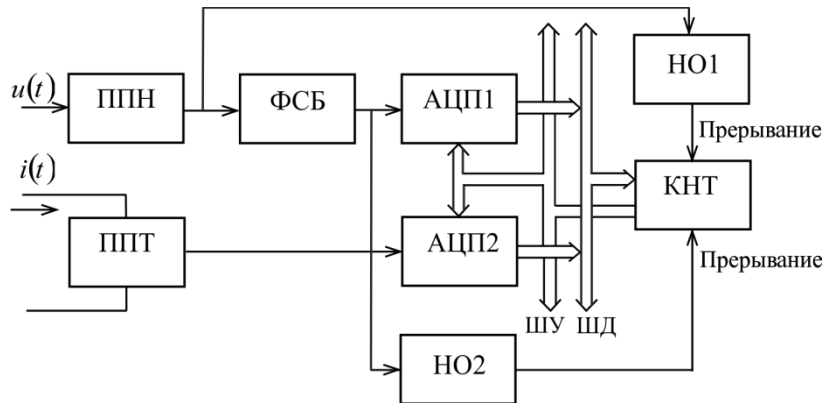 НО1
u(t)
ППН
ФСБ
АЦП1
Прерывание
i(t)
КНТ
ППТ
АЦП2
Прерывание
ШУ
ШД
НО2